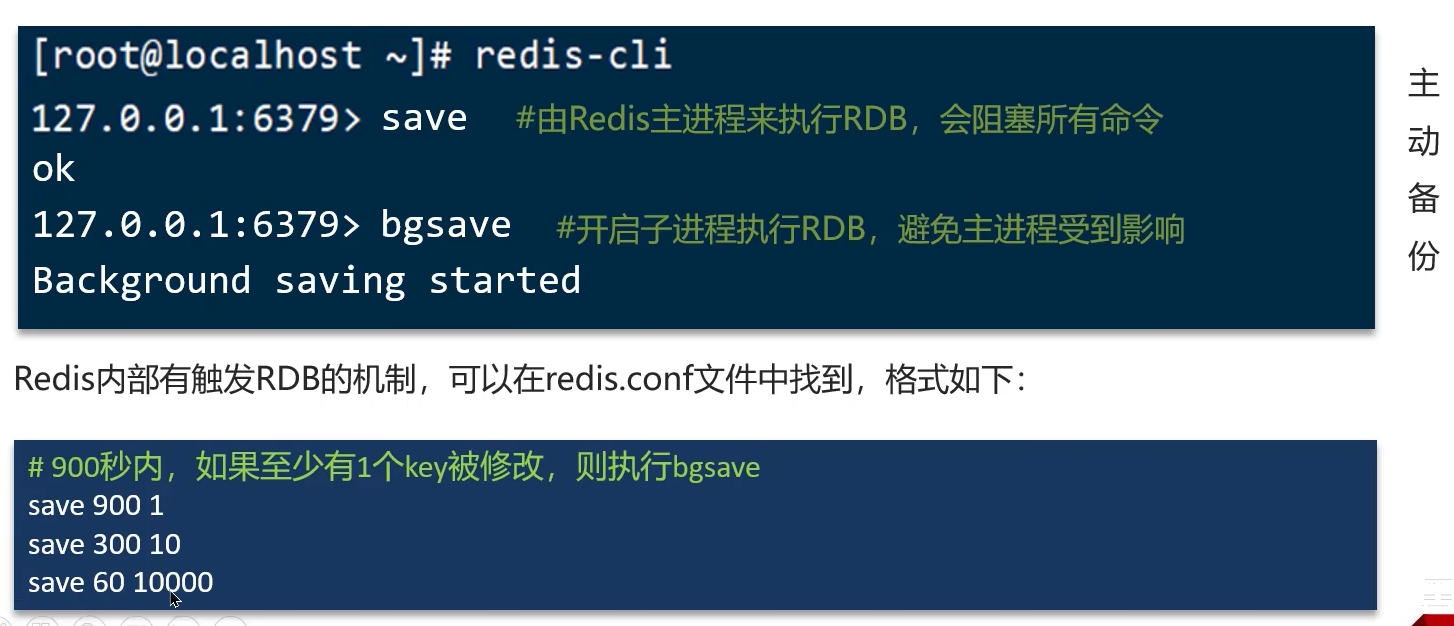 [root@localhost ~]# redis-cli
127.0.0.1:6379> save #由Redis主进程来执行RDB，会阻塞所有命令
ok
127.0.0.1:6379> bgsave #开启子进程执行RDB，避免主进程受到影响
Background saving started
主动备份
Redis内部有触发RDB的机制，可以在redis.conf文件中找到，格式如下：
# 900秒内，如果至少有1个key被修改，则执行bgsave
save 900 1
save 300 10
save 60 10000